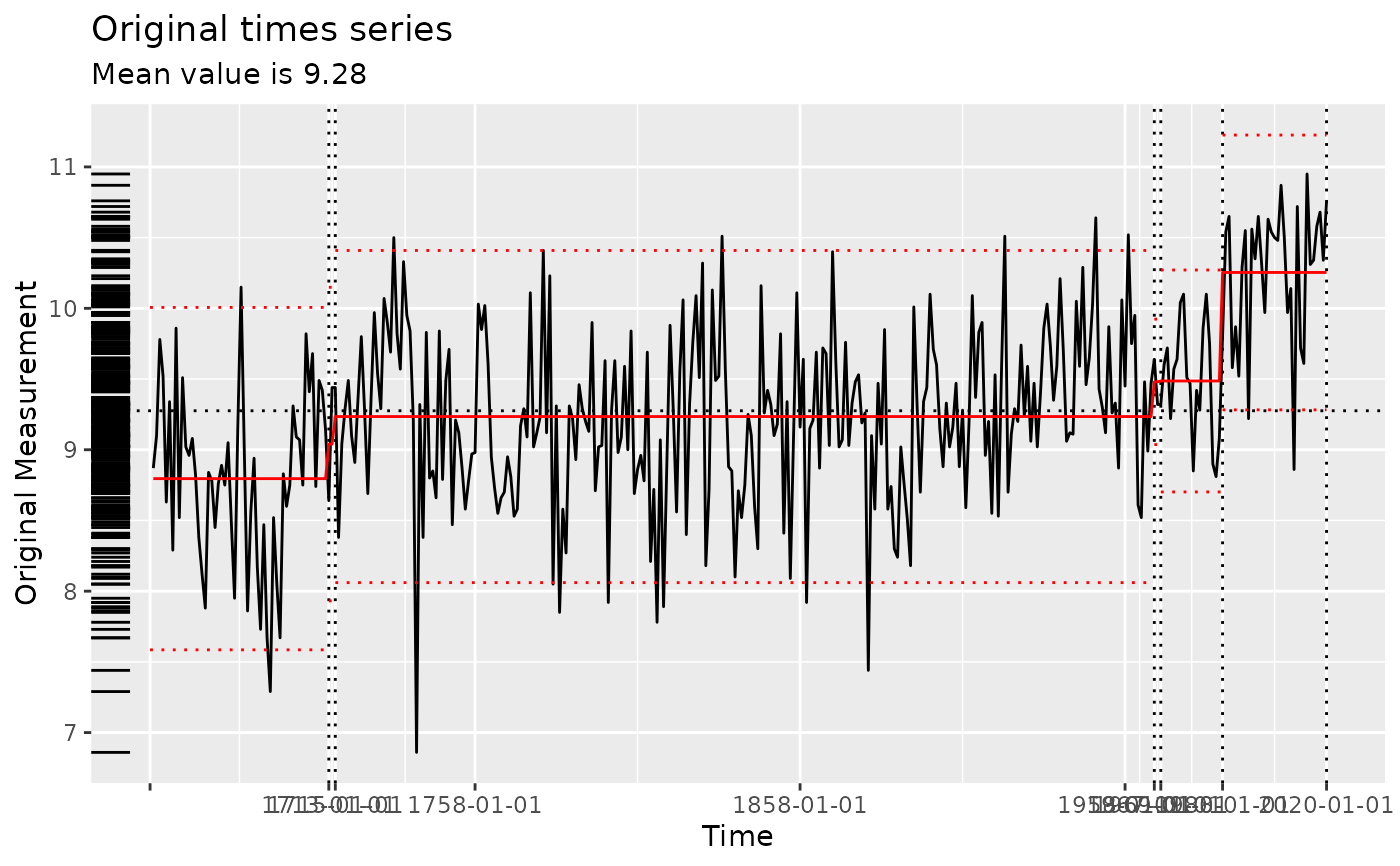 Original times series
Mean value is 9.28
Original Measurement
11
10
9
8
7
1758-01-01
1858-01-01
2020-01-01
Time